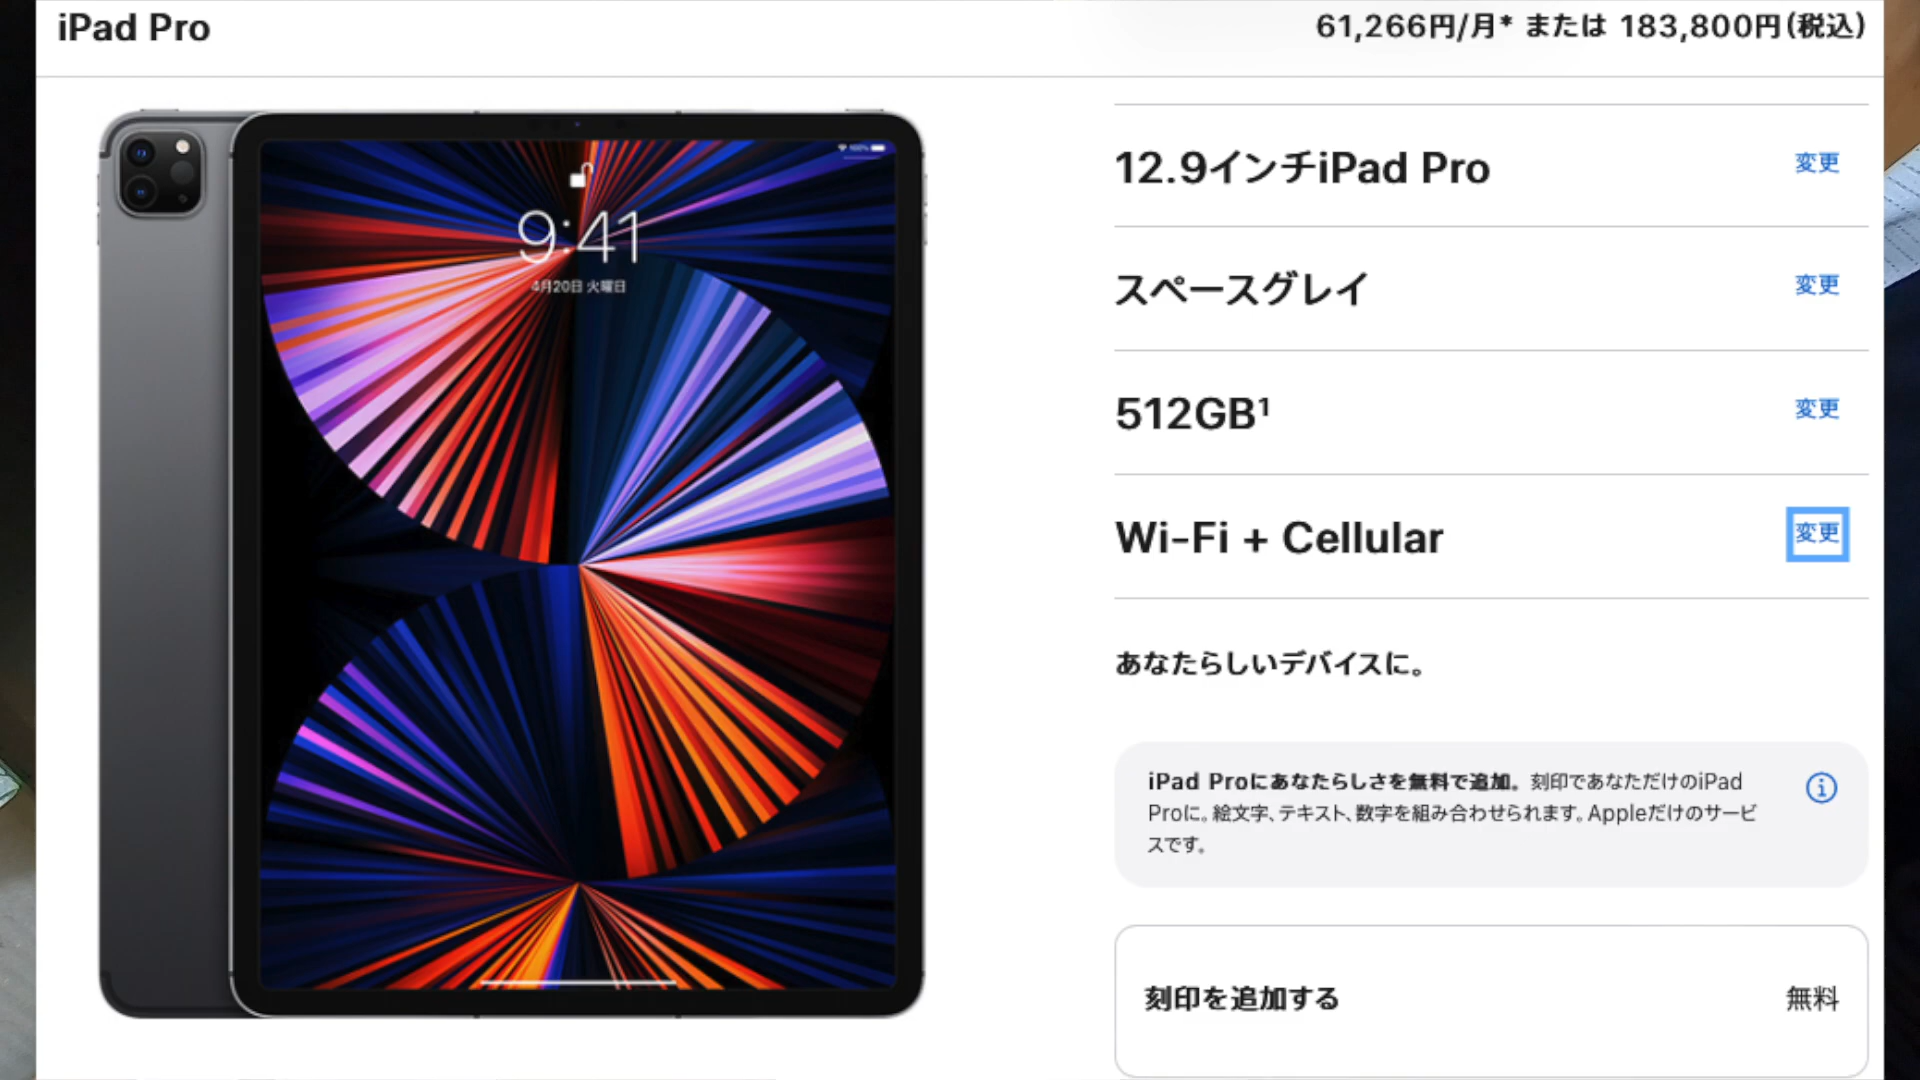 iPad Pro
61,266円/月* または 183,800円(税込)
9:41
4月20日 火曜日
100%
12.9インチiPad Pro
変更
スペースグレイ
変更
512GB¹
変更
Wi-Fi + Cellular
変更
あなたらしいデバイスに。
iPad Proにあなたらしさを無料で追加。刻印であなただけのiPad
Proに。絵文字、テキスト、数字を組み合わせられます。Appleだけのサービ
スです。
刻印を追加する
無料